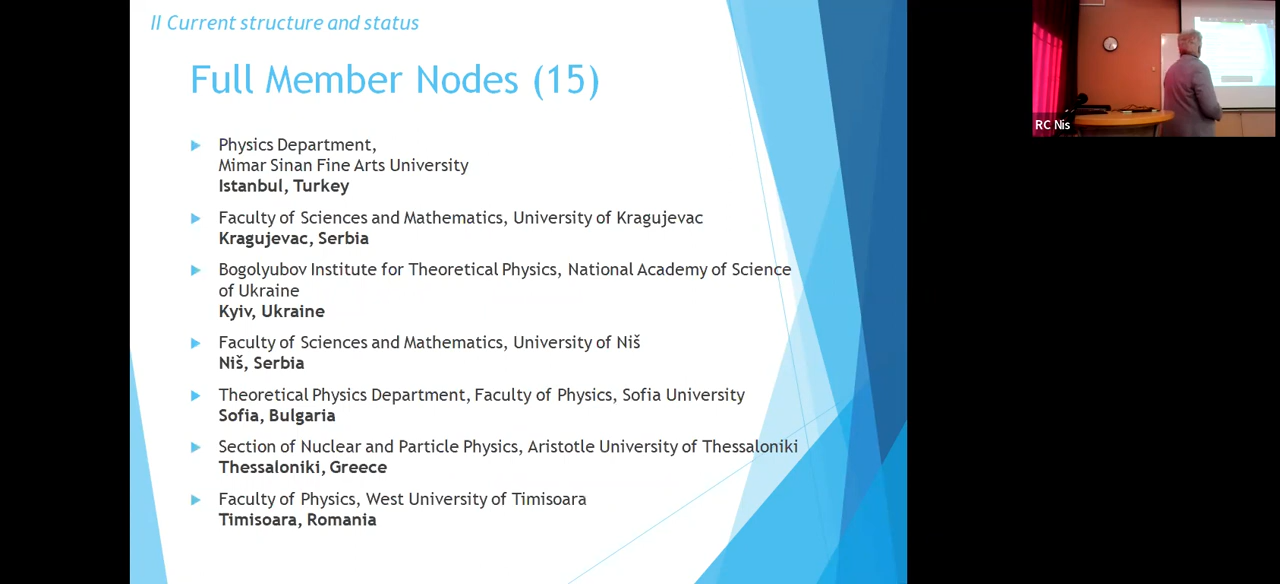 II Current structure and status
Full Member Nodes (15)
Physics Department,
Mimar Sinan Fine Arts University
Istanbul, Turkey
Faculty of Sciences and Mathematics, University of Kragujevac
Kragujevac, Serbia
Bogolyubov Institute for Theoretical Physics, National Academy of Science
of Ukraine
Kyiv, Ukraine
Faculty of Sciences and Mathematics, University of Niš
Niš, Serbia
Theoretical Physics Department, Faculty of Physics, Sofia University
Sofia, Bulgaria
Section of Nuclear and Particle Physics, Aristotle University of Thessaloniki
Thessaloniki, Greece
Faculty of Physics, West University of Timisoara
Timisoara, Romania
RC Nis